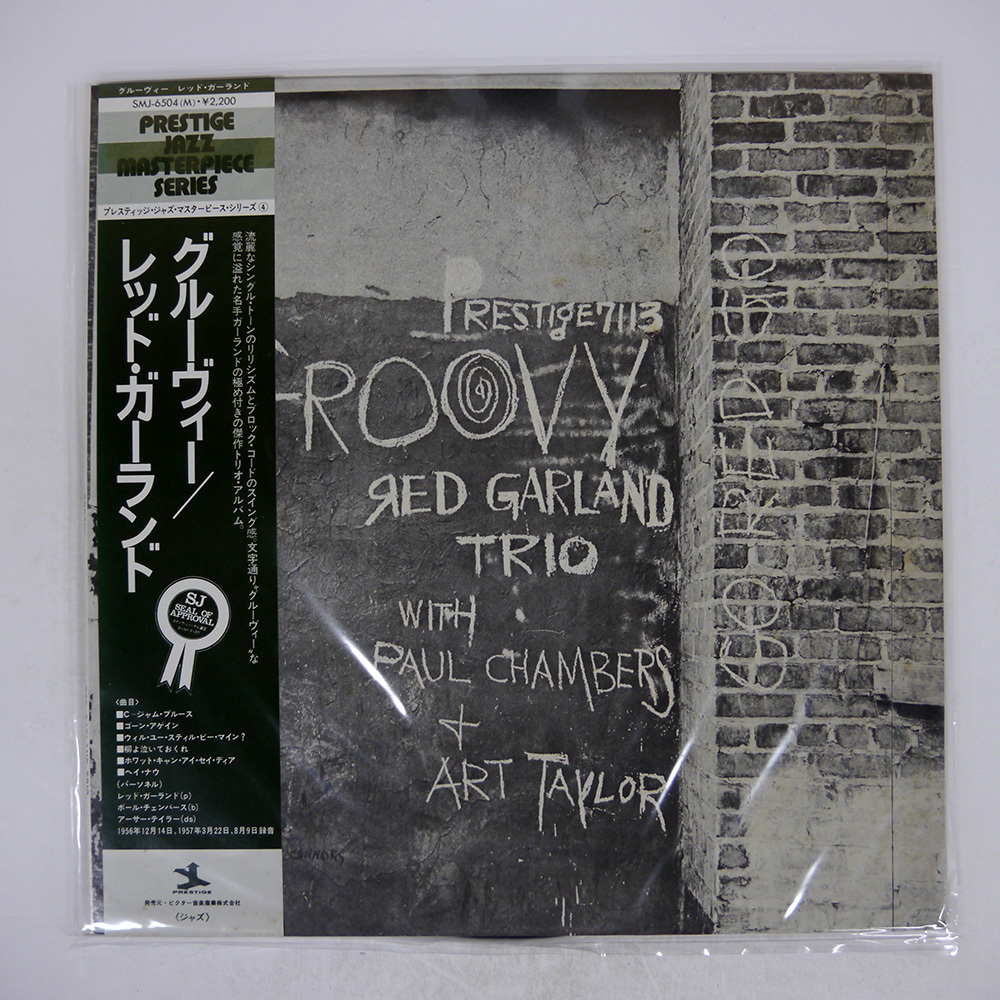 グルーヴィー レッド・ガーランド
SMJ-6504(M)・¥2,200
PRESTIGE
JAZZ
MASTERPIECE
SERIES
プレスティッジ・ジャズ・マスターピース・シリーズ④
グルーヴィー/
レッド・ガーランド
流麗なシングル・トーンのリリシズムとブロック・コードのスイング感。文字通り“グルーヴィー”な
感覚に溢れた名手ガーランドの極め付きの傑作トリオ・アルバム。
SJ
SEAL OF
APPROVAL
〈曲目〉
■C-ジャム・ブルース
■ゴーン・アゲイン
■ウィル・ユー・スティル・ビー・マイン?
■柳よ泣いておくれ
■ホワット・キャン・アイ・セイ・ディア
■ヘイ・ナウ
(パーソネル)
レッド・ガーランド(p)
ポール・チェンバース(b)
アーサー・テイラー(ds)
1956年12月14日、1957年3月22日、8月9日録音
PRESTIGE
発売元・ビクター音楽産業株式会社
〈ジャズ〉
PRESTIGE 7113
ROOVY
RED GARLAND
TRIO
WITH
PAUL CHAMBERS
+
ART TAYLOR
GO RED GO